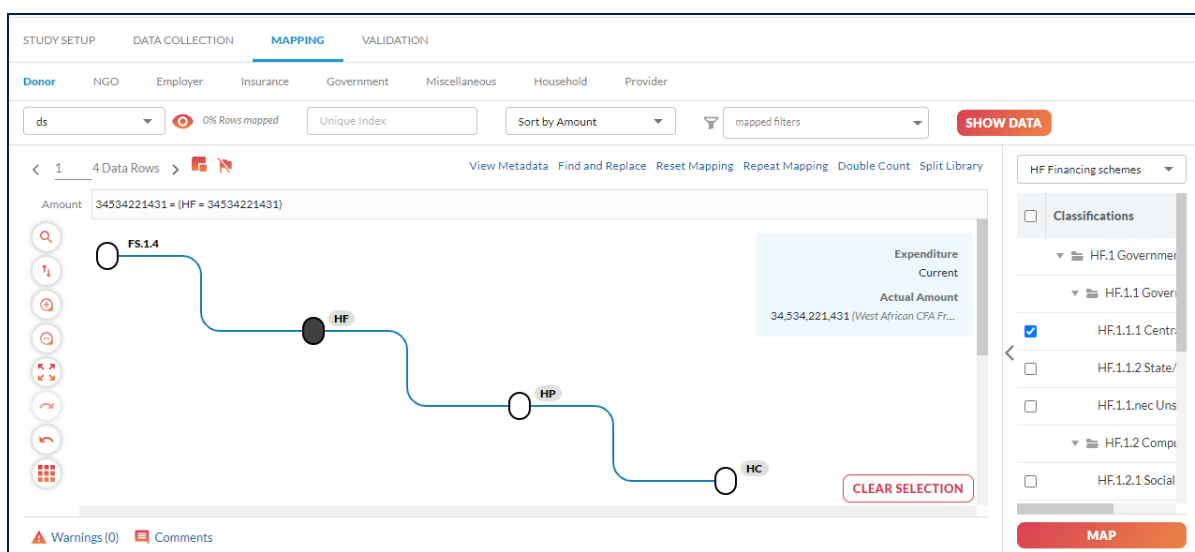 STUDY SETUP DATA COLLECTION MAPPING VALIDATION
Donor NGO Employer Insurance Government Miscellaneous Household Provider
ds 0% Rows mapped Unique Index Sort by Amount mapped filters SHOW DATA
1 4 Data Rows View Metadata Find and Replace Reset Mapping Repeat Mapping Double Count Split Library
HF Financing schemes
Amount 34534221431 = (HF = 34534221431)
Classifications
FS.1.4
Expenditure
Current
Actual Amount
34,534,221,431 (West African CFA Fr...
HF.1 Governmer
HF.1.1 Govern
HF
HF.1.1.1 Centra
HF.1.1.2 State/
HP
HF.1.1.nec Uns
HF.1.2 Compu
HC
CLEAR SELECTION
HF.1.2.1 Social
Warnings (0) Comments
MAP